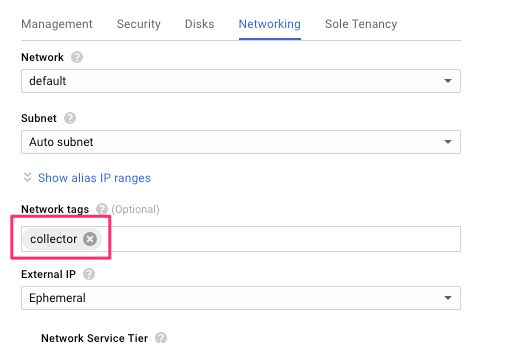 Management Security Disks Networking Sole Tenancy
Network ?
default
Subnet ?
Auto subnet
Show alias IP ranges
Network tags ? (Optional)
collector
External IP ?
Ephemeral
Network Service Tier ?